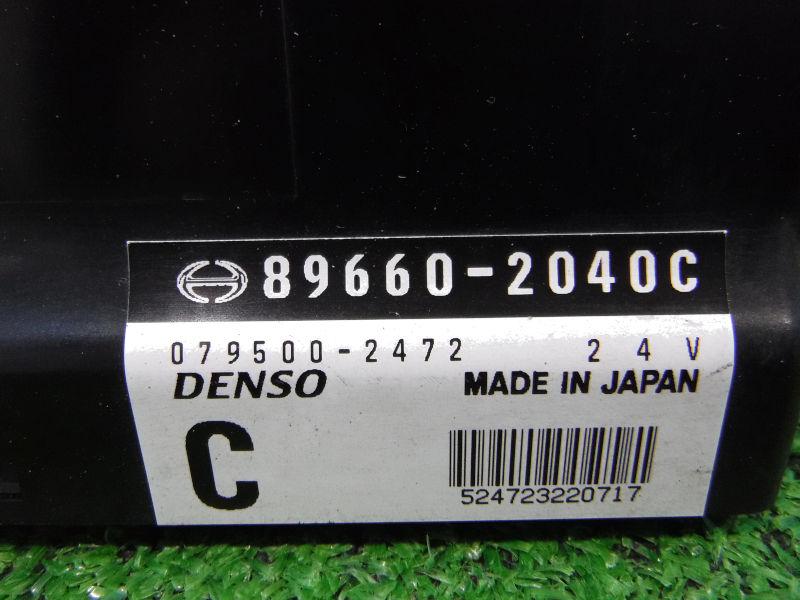 89660-2040C
079500-2472 24V
DENSO MADE IN JAPAN
C
524723220717